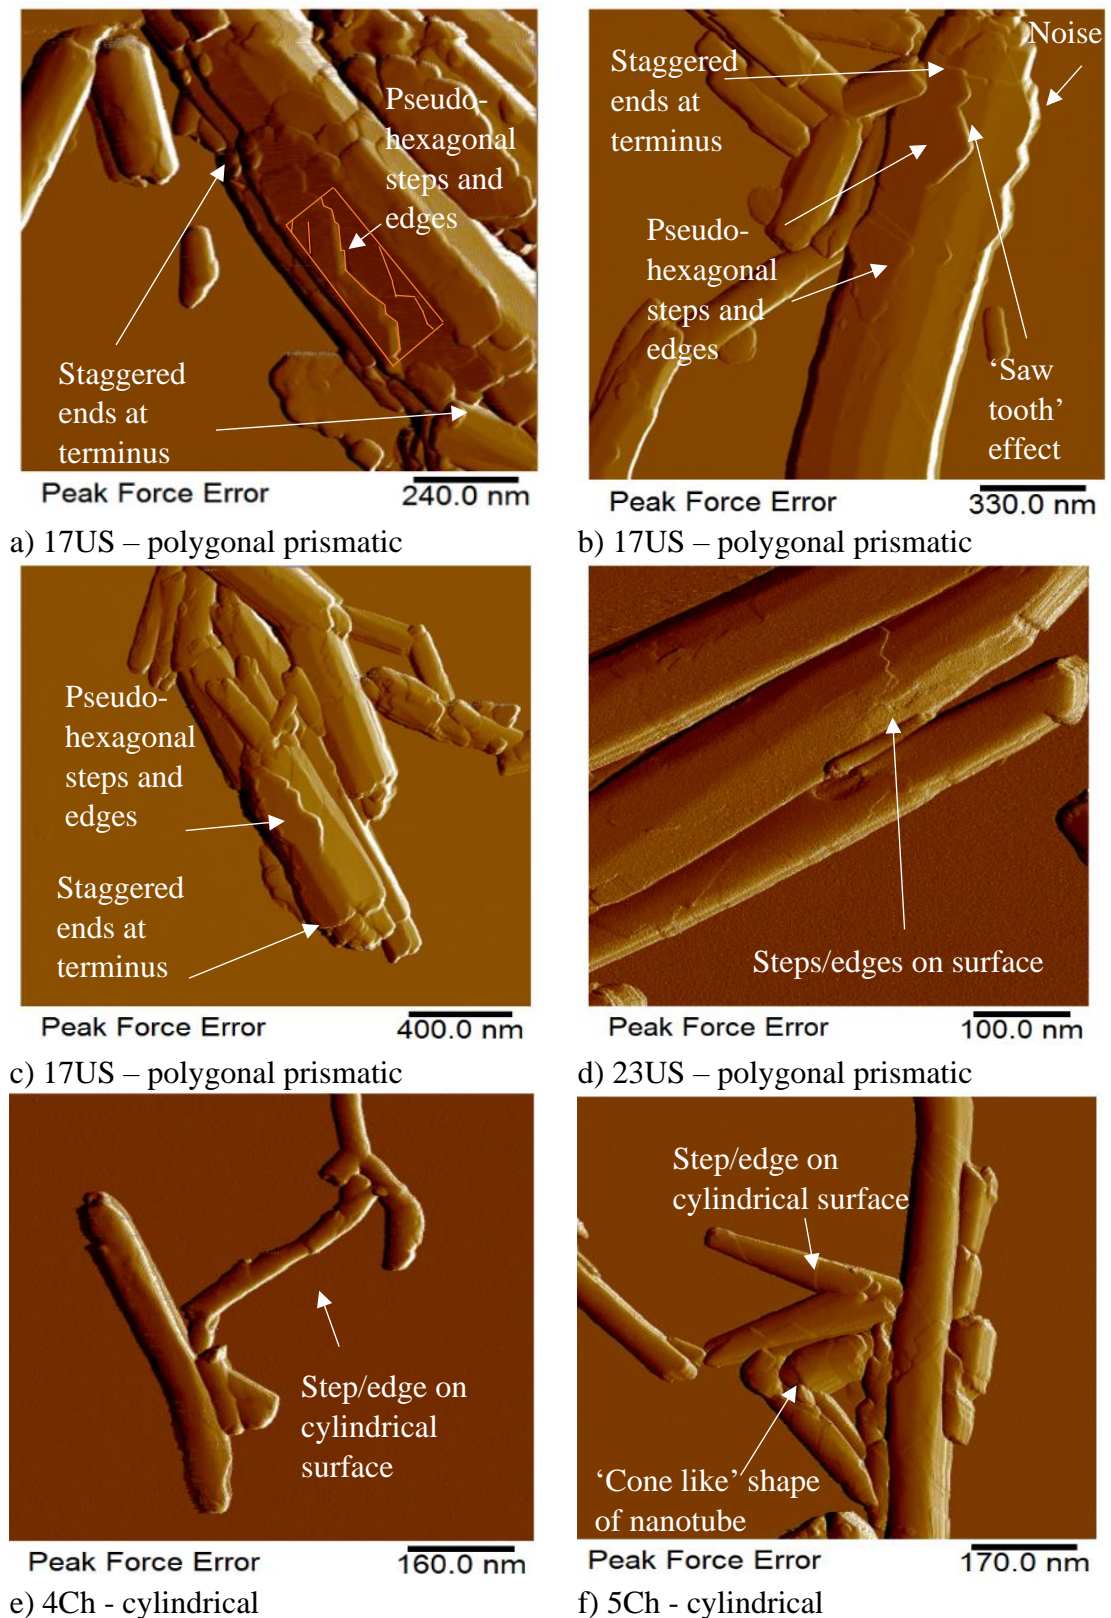 Pseudo-
hexagonal
steps and
edges
Staggered
ends at
terminus
Peak Force Error
240.0 nm
a) 17US – polygonal prismatic
Staggered
ends at
terminus
Noise
Pseudo-
hexagonal
steps and
edges
‘Saw
tooth’
effect
Peak Force Error
330.0 nm
b) 17US – polygonal prismatic
Pseudo-
hexagonal
steps and
edges
Staggered
ends at
terminus
Peak Force Error
400.0 nm
c) 17US – polygonal prismatic
Steps/edges on surface
Peak Force Error
100.0 nm
d) 23US – polygonal prismatic
Step/edge on
cylindrical
surface
Peak Force Error
160.0 nm
e) 4Ch - cylindrical
Step/edge on
cylindrical surface
‘Cone like’ shape
of nanotube
Peak Force Error
170.0 nm
f) 5Ch - cylindrical